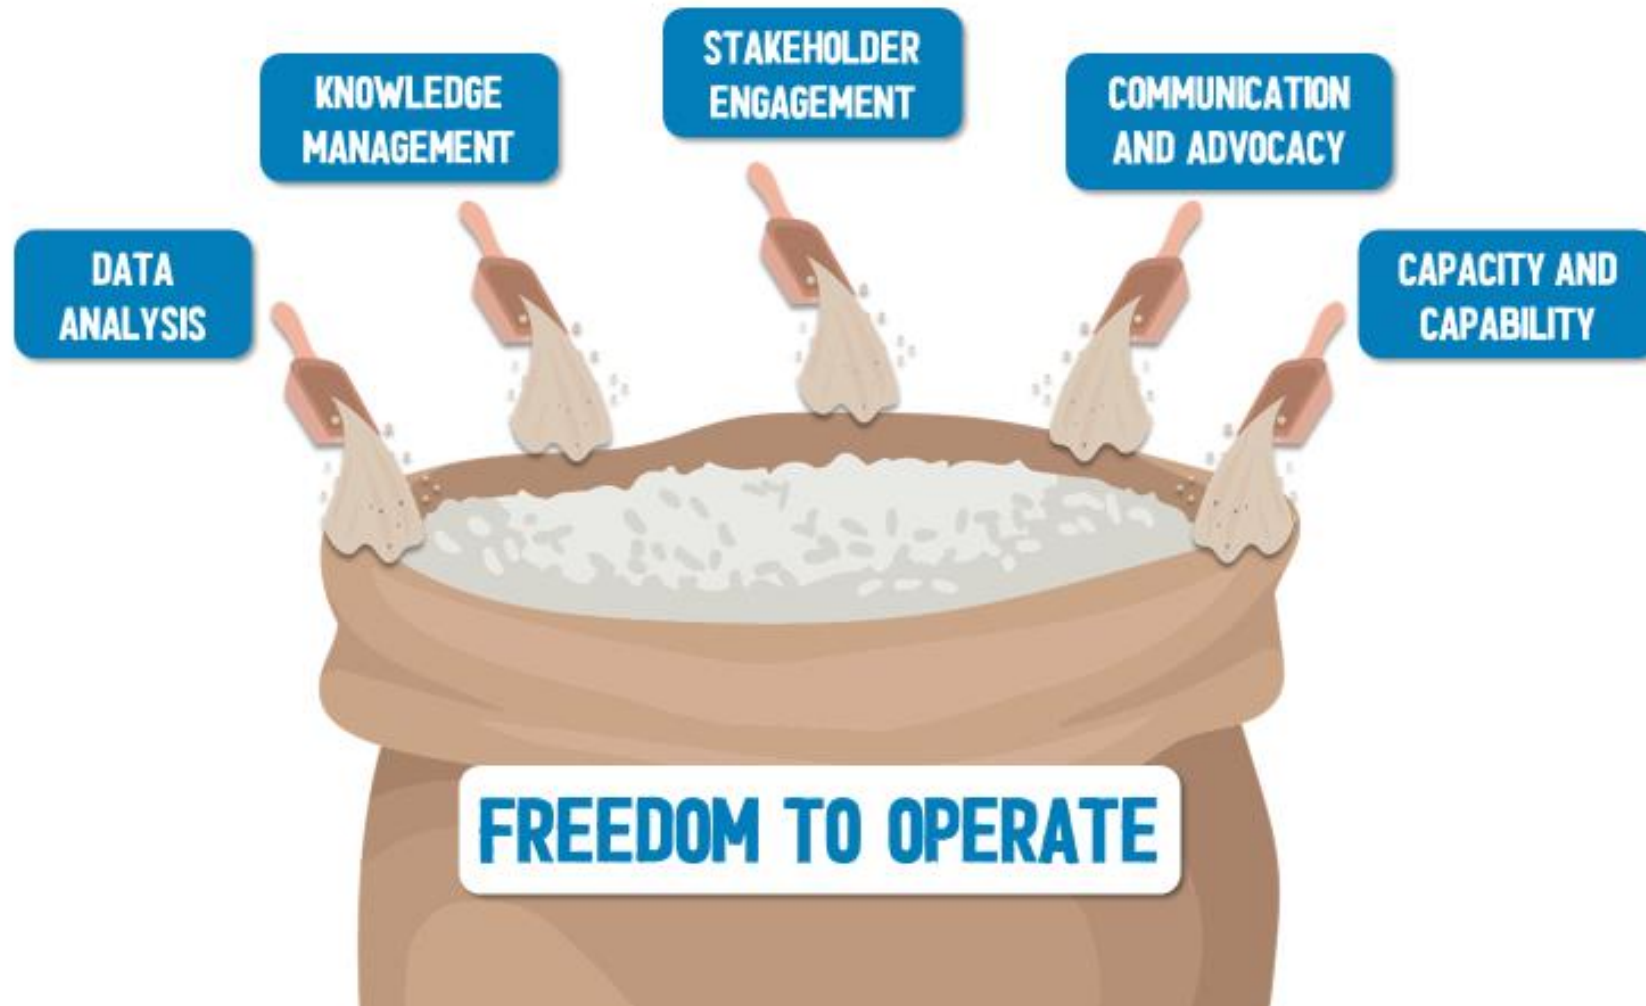 DATA
ANALYSIS
KNOWLEDGE
MANAGEMENT
STAKEHOLDER
ENGAGEMENT
COMMUNICATION
AND ADVOCACY
CAPACITY AND
CAPABILITY
FREEDOM TO OPERATE